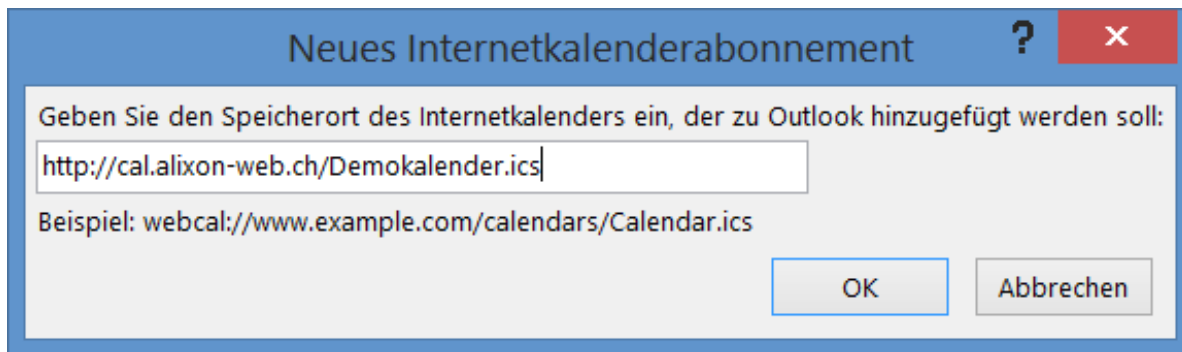 Neues Internetkalenderabonnement
?
Geben Sie den Speicherort des Internetkalenders ein, der zu Outlook hinzugefügt werden soll:
http://cal.alixon-web.ch/Demokalender.ics
Beispiel: webcal://www.example.com/calendars/Calendar.ics
OK Abbrechen